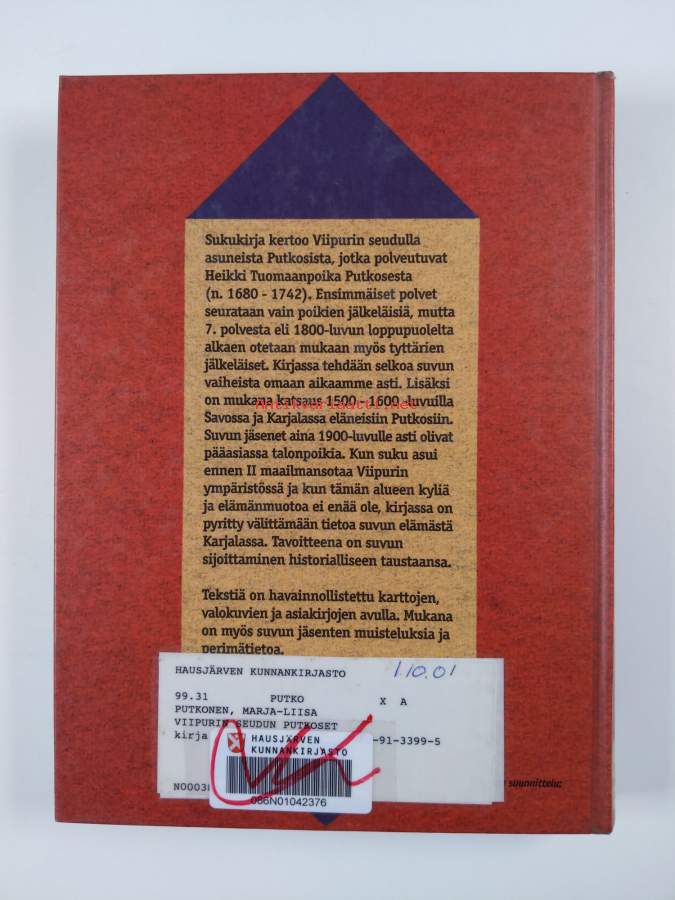 Sukukirja kertoo Viipurin seudulla
asuneista Putkosista, jotka polveutuvat
Heikki Tuomaanpoika Putkosesta
(n. 1680 - 1742). Ensimmäiset polvet
seurataan vain poikien jälkeläisiä, mutta
7. polvesta eli 1800-luvun loppupuolelta
alkaen otetaan mukaan myös tyttärien
jälkeläiset. Kirjassa tehdään selkoa suvun
vaiheista omaan aikaamme asti. Lisäksi
on mukana katsaus 1500 - 1600 -luvuilla
Antikvariaatti.net
Savossa ja Karjalassa eläneisiin Putkosiin.
Suvun jäsenet aina 1900-luvulle asti olivat
pääasiassa talonpoikia. Kun suku asui
ennen II maailmansotaa Viipurin
ympäristössä ja kun tämän alueen kyliä
ja elämänmuotoa ei enää ole, kirjassa on
pyritty välittämään tietoa suvun elämästä
Karjalassa. Tavoitteena on suvun
sijoittaminen historialliseen taustaansa.
Tekstiä on havainnollistettu karttojen,
valokuvien ja asiakirjojen avulla. Mukana
on myös suvun jäsenten muisteluksia ja
perimätietoa.
HAUSJÄRVEN KUNNANKIRJASTO 1.10.01
99.31 PUTKO X A
PUTKONEN, MARJA-LIISA
VIIPURIN SEUDUN PUTKOSET
kirja -91-3399-5
HAUSJÄRVEN
KUNNANKIRJASTO
086N01042376
suunnittelu: